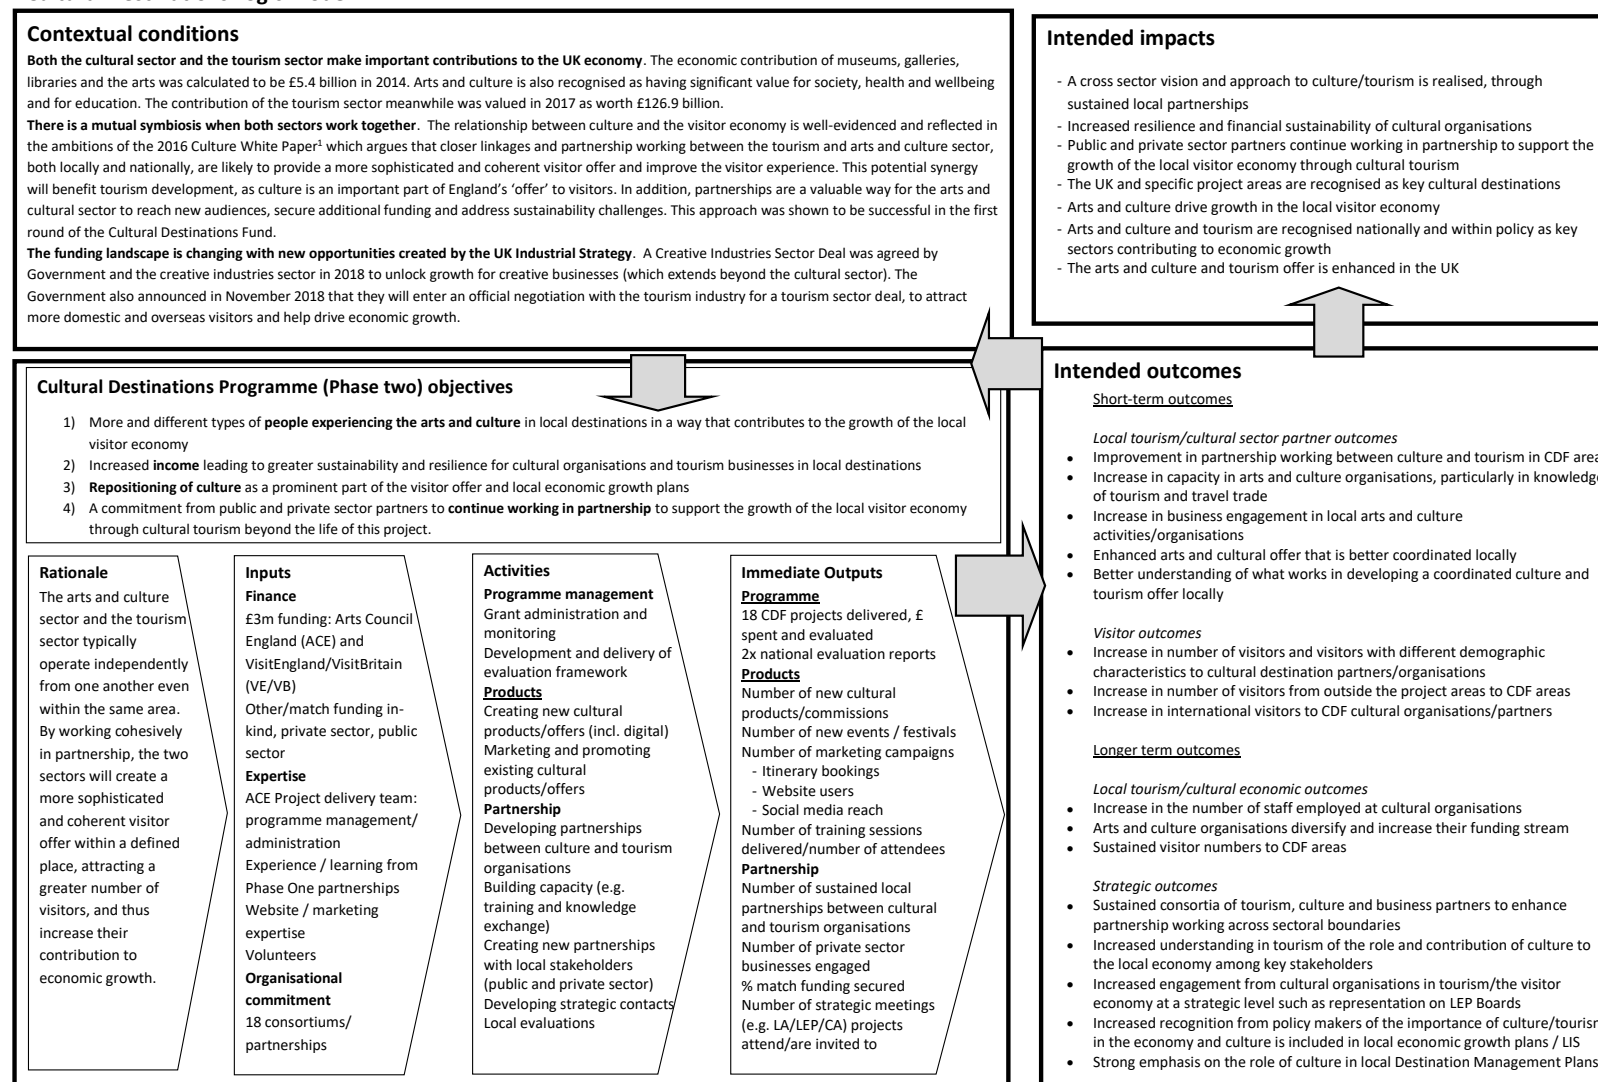 Contextual conditions
Both the cultural sector and the tourism sector make important contributions to the UK economy. The economic contribution of museums, galleries,
libraries and the arts was calculated to be £5.4 billion in 2014. Arts and culture is also recognised as having significant value for society, health and wellbeing
and for education. The contribution of the tourism sector meanwhile was valued in 2017 as worth £126.9 billion.
There is a mutual symbiosis when both sectors work together. The relationship between culture and the visitor economy is well-evidenced and reflected in
the ambitions of the 2016 Culture White Paper¹ which argues that closer linkages and partnership working between the tourism and arts and culture sector,
both locally and nationally, are likely to provide a more sophisticated and coherent visitor offer and improve the visitor experience. This potential synergy
will benefit tourism development, as culture is an important part of England's 'offer' to visitors. In addition, partnerships are a valuable way for the arts and
cultural sector to reach new audiences, secure additional funding and address sustainability challenges. This approach was shown to be successful in the first
round of the Cultural Destinations Fund.
The funding landscape is changing with new opportunities created by the UK Industrial Strategy. A Creative Industries Sector Deal was agreed by
Government and the creative industries sector in 2018 to unlock growth for creative businesses (which extends beyond the cultural sector). The
Government also announced in November 2018 that they will enter an official negotiation with the tourism industry for a tourism sector deal, to attract
more domestic and overseas visitors and help drive economic growth.
Intended impacts
- A cross sector vision and approach to culture/tourism is realised, through
sustained local partnerships
- Increased resilience and financial sustainability of cultural organisations
- Public and private sector partners continue working in partnership to support the
growth of the local visitor economy through cultural tourism
- The UK and specific project areas are recognised as key cultural destinations
- Arts and culture drive growth in the local visitor economy
- Arts and culture and tourism are recognised nationally and within policy as key
sectors contributing to economic growth
- The arts and culture and tourism offer is enhanced in the UK
Cultural Destinations Programme (Phase two) objectives
1) More and different types of people experiencing the arts and culture in local destinations in a way that contributes to the growth of the local
visitor economy
2) Increased income leading to greater sustainability and resilience for cultural organisations and tourism businesses in local destinations
3) Repositioning of culture as a prominent part of the visitor offer and local economic growth plans
4) A commitment from public and private sector partners to continue working in partnership to support the growth of the local visitor economy
through cultural tourism beyond the life of this project.
Rationale
The arts and culture
sector and the tourism
sector typically
operate independently
from one another even
within the same area.
By working cohesively
in partnership, the two
sectors will create a
more sophisticated
and coherent visitor
offer within a defined
place, attracting a
greater number of
visitors, and thus
increase their
contribution to
economic growth.
Inputs
Finance
£3m funding: Arts Council
England (ACE) and
VisitEngland/VisitBritain
(VE/VB)
Other/match funding in-
kind, private sector, public
sector
Expertise
ACE Project delivery team:
programme management/
administration
Experience / learning from
Phase One partnerships
Website / marketing
expertise
Volunteers
Organisational
commitment
18 consortiums/
partnerships
Activities
Programme management
Grant administration and
monitoring
Development and delivery of
evaluation framework
Products
Creating new cultural
products/offers (incl. digital)
Marketing and promoting
existing cultural
products/offers
Partnership
Developing partnerships
between culture and tourism
organisations
Building capacity (e.g.
training and knowledge
exchange)
Creating new partnerships
with local stakeholders
(public and private sector)
Developing strategic contacts
Local evaluations
Immediate Outputs
Programme
18 CDF projects delivered, £
spent and evaluated
2x national evaluation reports
Products
Number of new cultural
products/commissions
Number of new events / festivals
Number of marketing campaigns
- Itinerary bookings
- Website users
- Social media reach
Number of training sessions
delivered/number of attendees
Partnership
Number of sustained local
partnerships between cultural
and tourism organisations
Number of private sector
businesses engaged
% match funding secured
Number of strategic meetings
(e.g. LA/LEP/CA) projects
attend/are invited to
Intended outcomes
Short-term outcomes
Local tourism/cultural sector partner outcomes
• Improvement in partnership working between culture and tourism in CDF
• Increase in capacity in arts and culture organisations, particularly in knowledge
of tourism and travel trade
• Increase in business engagement in local arts and culture
activities/organisations
• Enhanced arts and cultural offer that is better coordinated locally
• Better understanding of what works in developing a coordinated culture and
tourism offer locally
Visitor outcomes
• Increase in number of visitors and visitors with different demographic
characteristics to cultural destination partners/organisations
• Increase in number of visitors from outside the project areas to CDF areas
• Increase in international visitors to CDF cultural organisations/partners
Longer term outcomes
Local tourism/cultural economic outcomes
• Increase in the number of staff employed at cultural organisations
• Arts and culture organisations diversify and increase their funding stream
• Sustained visitor numbers to CDF areas
Strategic outcomes
• Sustained consortia of tourism, culture and business partners to enhance
partnership working across sectoral boundaries
• Increased understanding in tourism of the role and contribution of culture to
the local economy among key stakeholders
• Increased engagement from cultural organisations in tourism/the visitor
economy at a strategic level such as representation on LEP Boards
• Increased recognition from policy makers of the importance of culture/tourism
in the economy and culture is included in local economic growth plans / LIS
• Strong emphasis on the role of culture in local Destination Management Plans